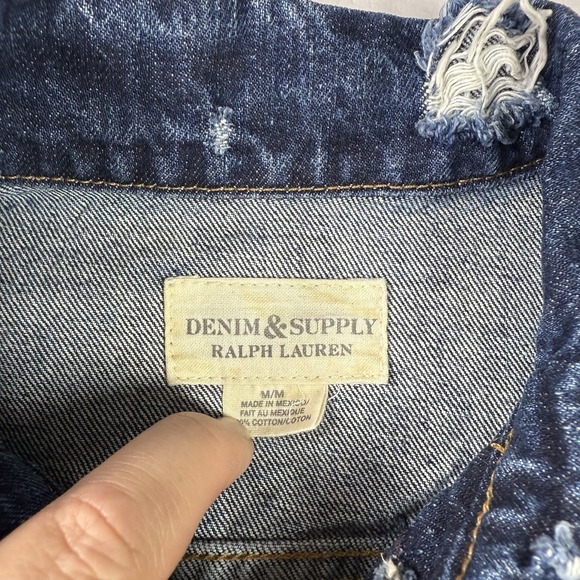 DENIM & SUPPLY
RALPH LAUREN
M/M
MADE IN MEXICO/
FAIT AU MEXIQUE
COTTON/COTON